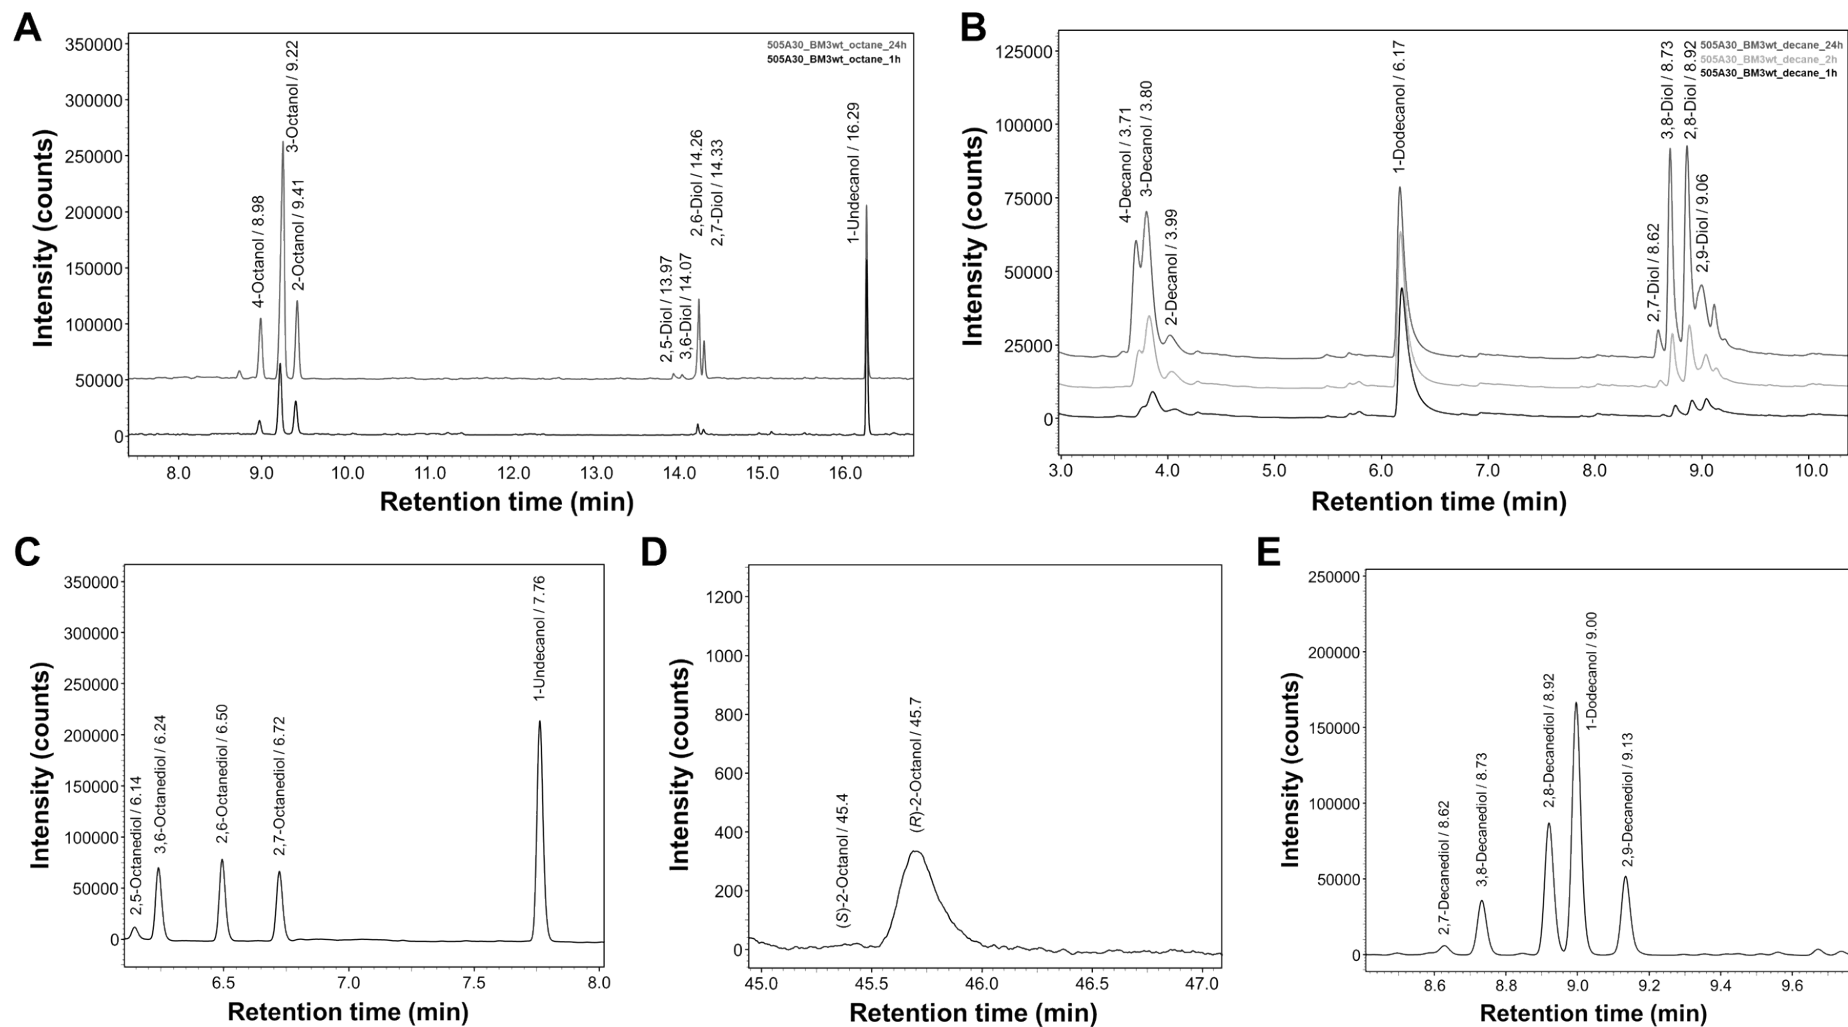 A
350000
300000
250000
200000
150000
100000
50000
0
Intensity (counts)
505A30_BM3wt_octane_24h
505A30_BM3wt_octane_1h
4-Octanol / 8.98
3-Octanol / 9.22
2-Octanol / 9.41
2,5-Diol / 13.97
3,6-Diol / 14.07
2,6-Diol / 14.26
2,7-Diol / 14.33
1-Undecanol / 16.29
8.0 9.0 10.0 11.0 12.0 13.0 14.0 15.0 16.0
Retention time (min)
B
125000
100000
75000
50000
25000
0
Intensity (counts)
505A30_BM3wt_decane_24h
505A30_BM3wt_decane_2h
505A30_BM3wt_decane_1h
4-Decanol / 3.71
3-Decanol / 3.80
2-Decanol / 3.99
1-Dodecanol / 6.17
2,7-Diol / 8.62
3,8-Diol / 8.73
2,8-Diol / 8.92
2,9-Diol / 9.06
3.0 4.0 5.0 6.0 7.0 8.0 9.0 10.0
Retention time (min)
C
350000
300000
250000
200000
150000
100000
50000
0
Intensity (counts)
2,5-Octanediol / 6.14
3,6-Octanediol / 6.24
2,6-Octanediol / 6.50
2,7-Octanediol / 6.72
1-Undecanol / 7.76
6.5 7.0 7.5 8.0
Retention time (min)
D
1200
1000
800
600
400
200
0
Intensity (counts)
(S)-2-Octanol / 45.4
(R)-2-Octanol / 45.7
45.0 45.5 46.0 46.5 47.0
Retention time (min)
E
250000
200000
150000
100000
50000
0
Intensity (counts)
2,7-Decanediol / 8.62
3,8-Decanediol / 8.73
2,8-Decanediol / 8.92
1-Dodecanol / 9.00
2,9-Decanediol / 9.13
8.6 8.8 9.0 9.2 9.4 9.6
Retention time (min)